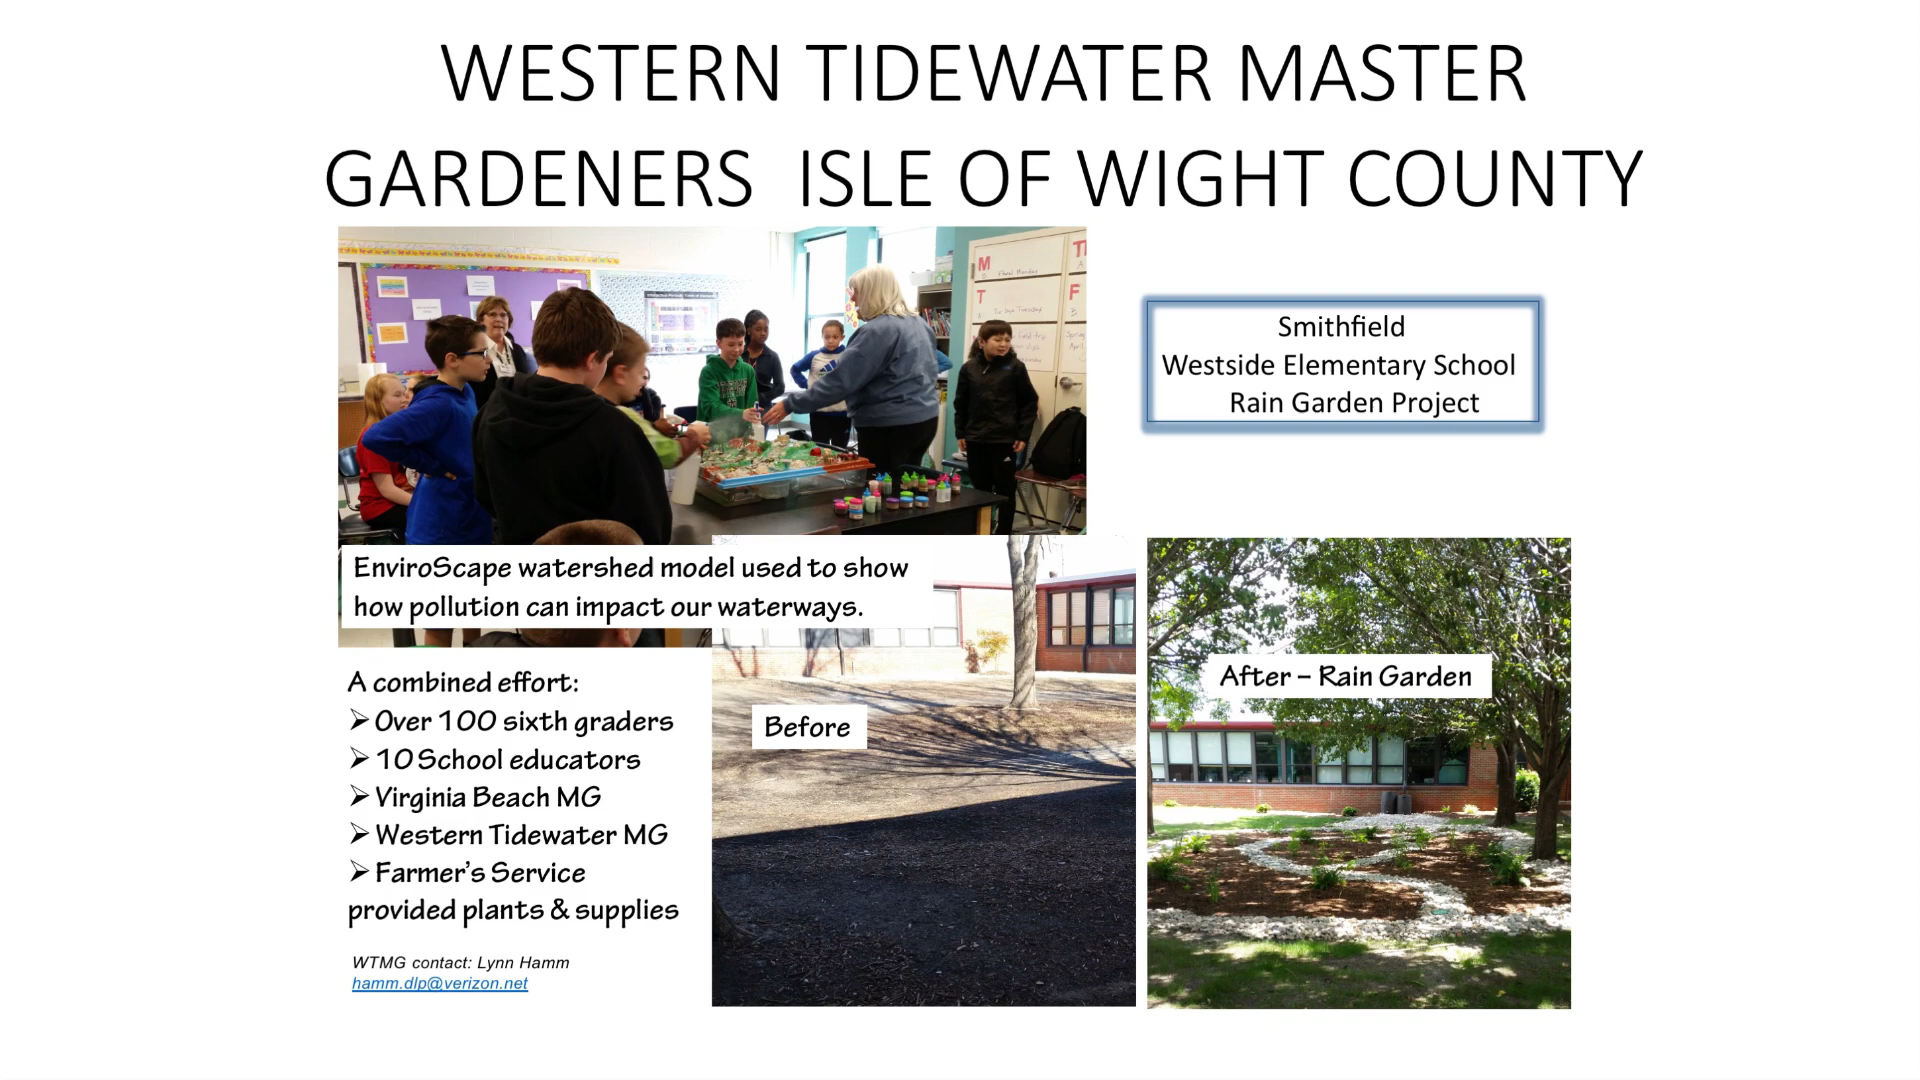 WESTERN TIDEWATER MASTER
GARDENERS ISLE OF WIGHT COUNTY
Smithfield
Westside Elementary School
Rain Garden Project
M
T
T
F
EnviroScape watershed model used to show
how pollution can impact our waterways.
Before
After – Rain Garden
A combined effort:
➢ Over 100 sixth graders
➢ 10 School educators
➢ Virginia Beach MG
➢ Western Tidewater MG
➢ Farmer's Service
provided plants & supplies
WTMG contact: Lynn Hamm
hamm.dlp@verizon.net